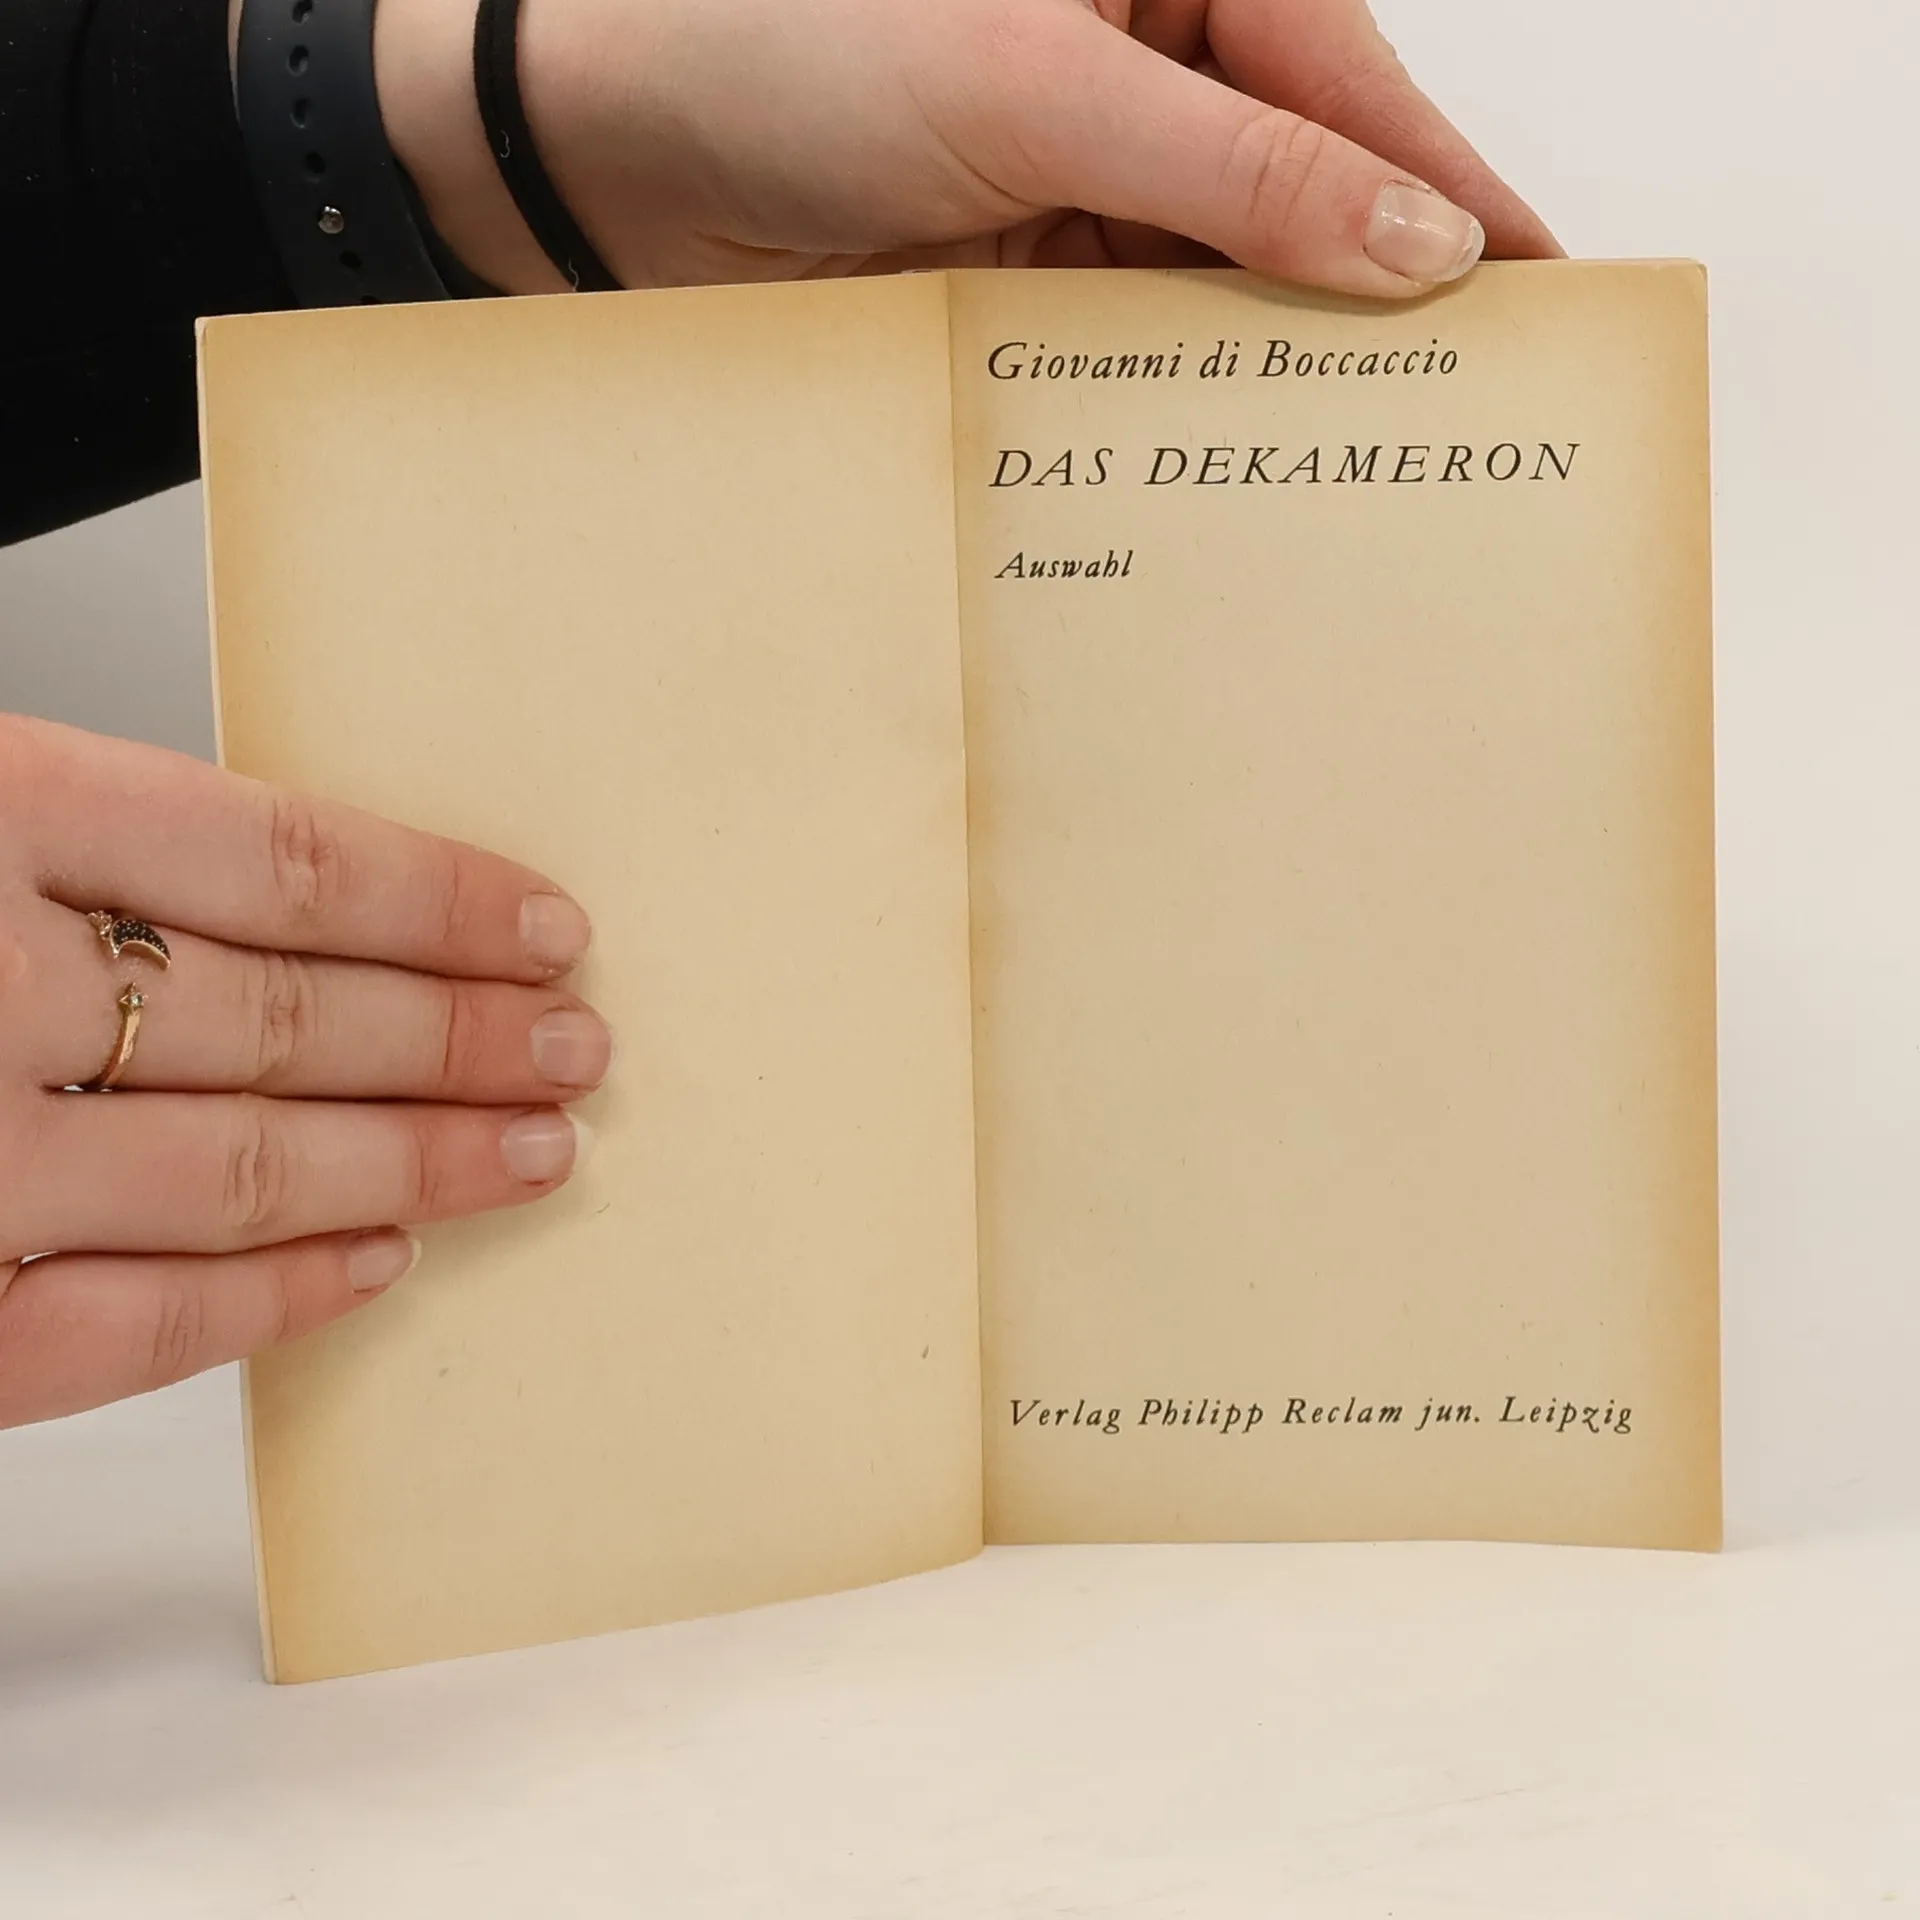 Giovanni di Boccaccio
DAS DEKAMERON
Auswahl
Verlag Philipp Reclam jun. Leipzig